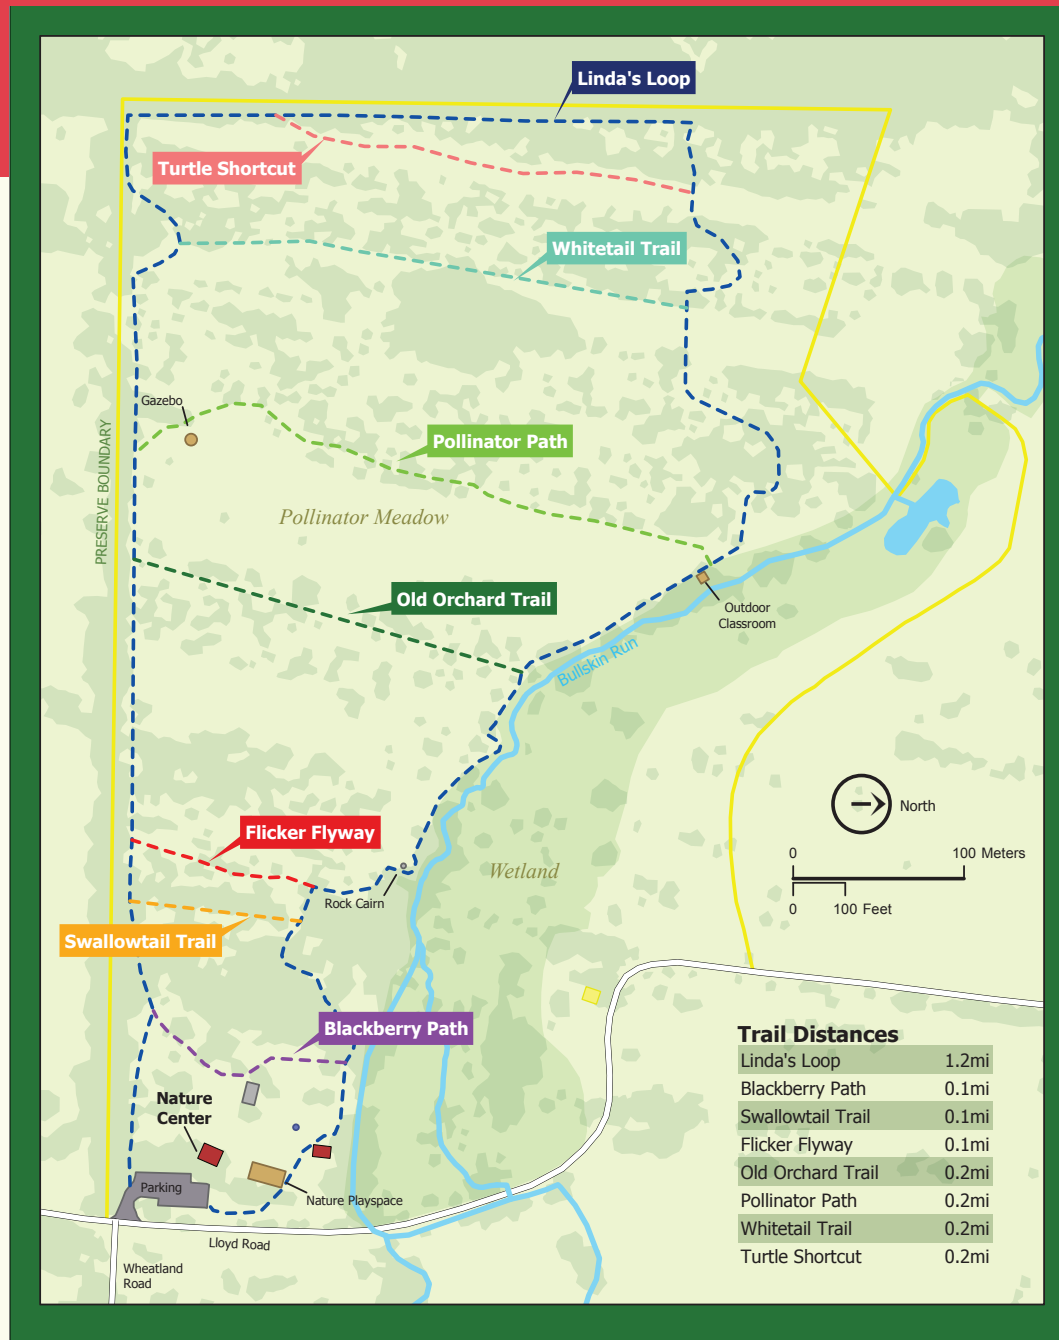 Linda's Loop
Turtle Shortcut
Whitetail Trail
Gazebo
Pollinator Path
PRESERVE BOUNDARY
Pollinator Meadow
Old Orchard Trail
Outdoor
Classroom
Bullskin Run
North
Flicker Flyway
0 100 Meters
Wetland
Rock Cairn
0 100 Feet
Swallowtail Trail
Blackberry Path
Nature
Center
Parking
Nature Playspace
Lloyd Road
Wheatland
Road
Trail Distances
Linda's Loop 1.2mi
Blackberry Path 0.1mi
Swallowtail Trail 0.1mi
Flicker Flyway 0.1mi
Old Orchard Trail 0.2mi
Pollinator Path 0.2mi
Whitetail Trail 0.2mi
Turtle Shortcut 0.2mi